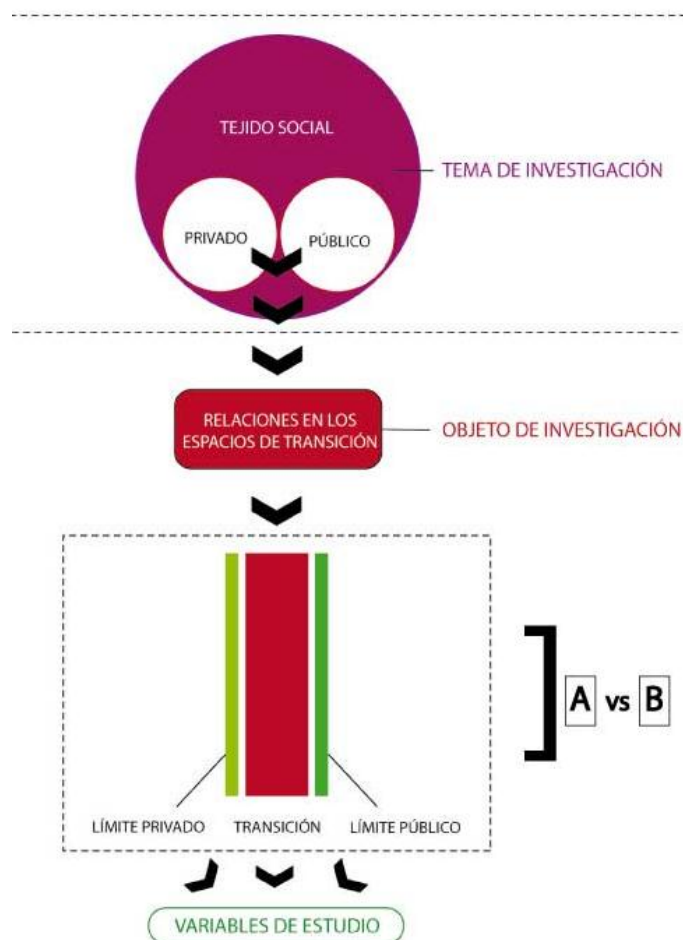 TEJIDO SOCIAL
TEMA DE INVESTIGACIÓN
PRIVADO
PÚBLICO
RELACIONES EN LOS
ESPACIOS DE TRANSICIÓN
OBJETO DE INVESTIGACIÓN
A vs B
LÍMITE PRIVADO
TRANSICIÓN
LÍMITE PÚBLICO
VARIABLES DE ESTUDIO